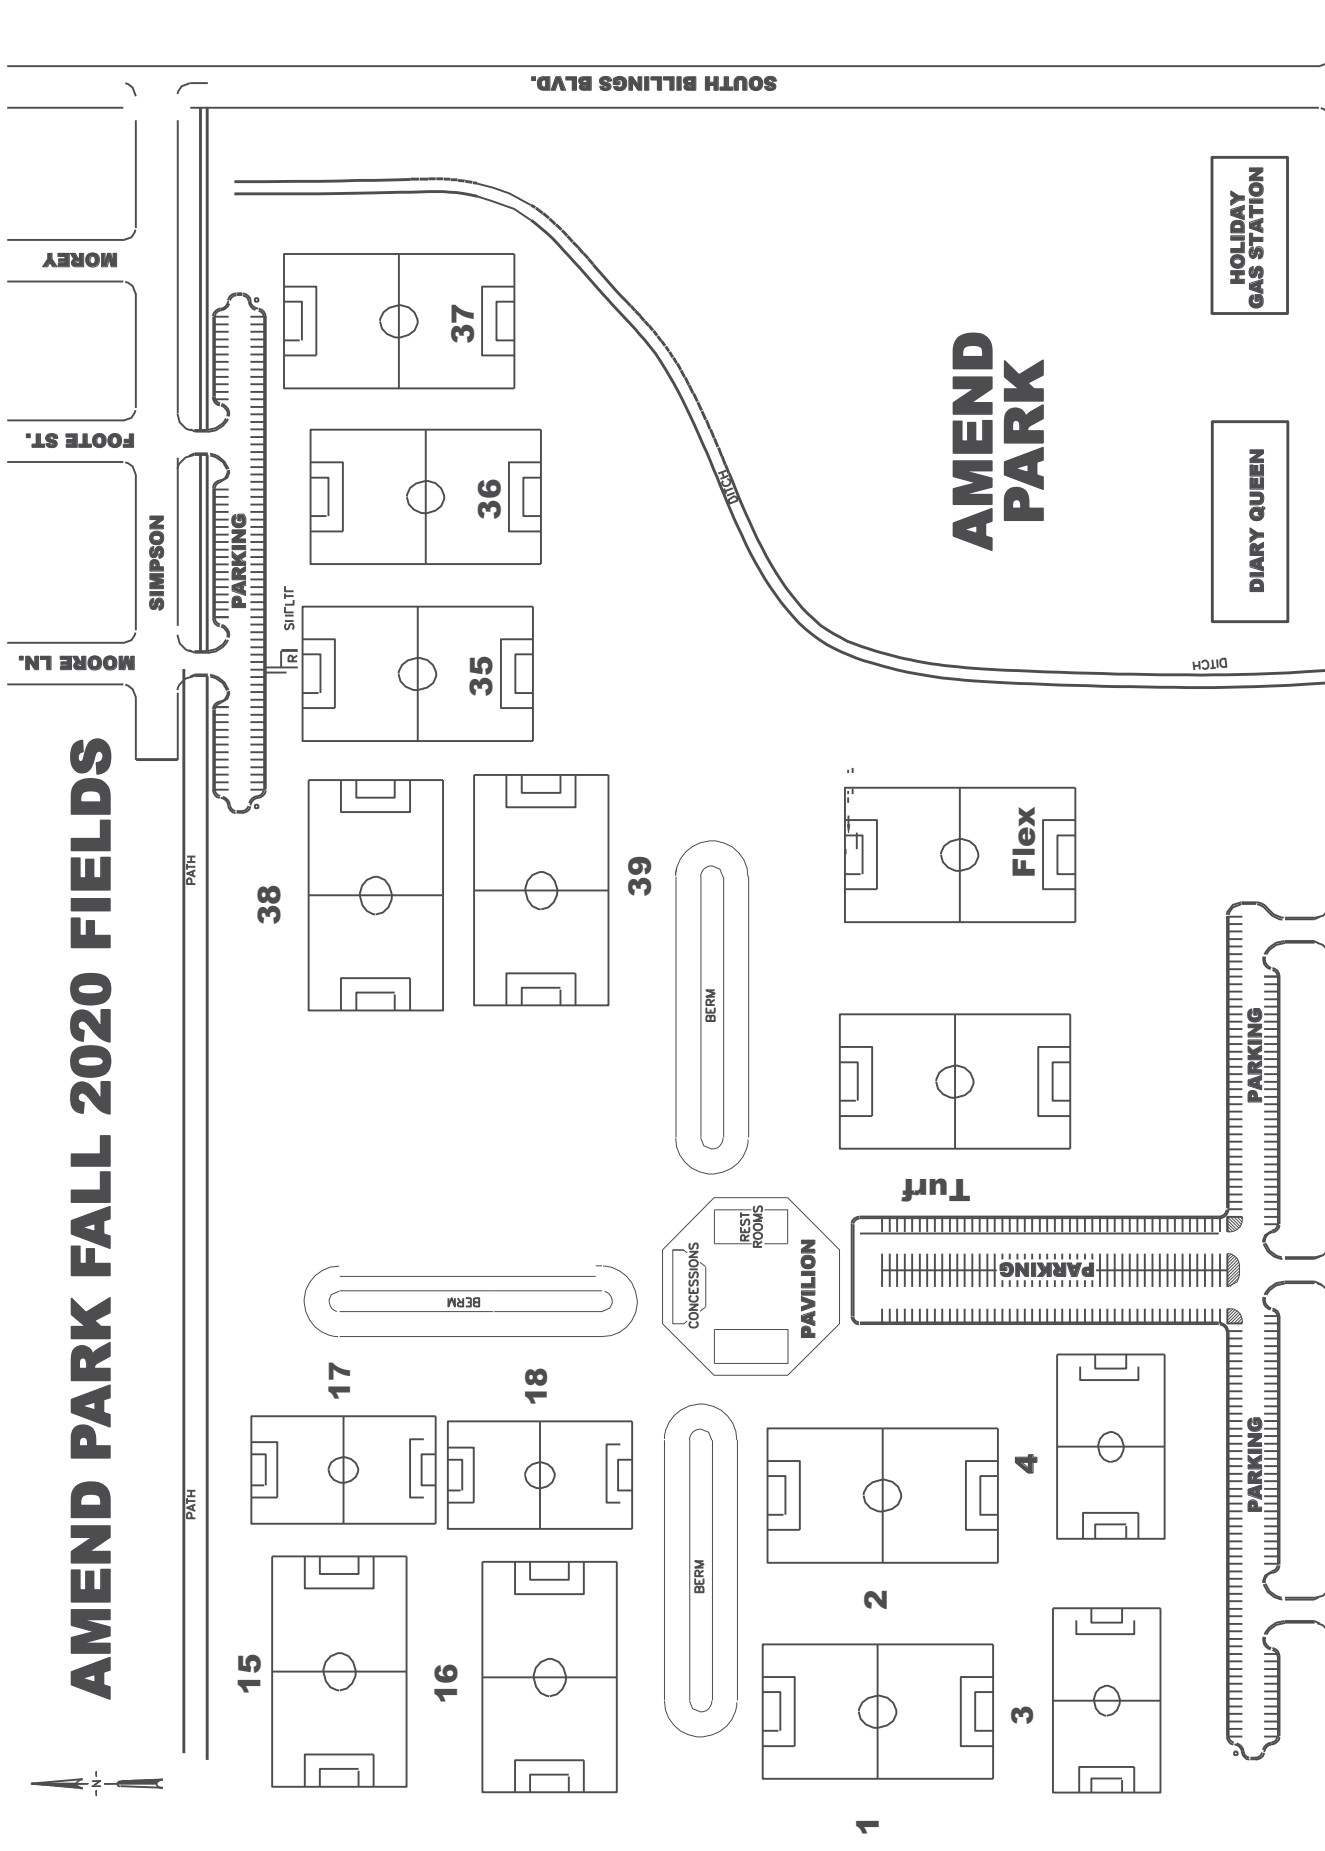 AMEND PARK FALL 2020 FIELDS
SOUTH BILLINGS BLVD.
MOREY
FOOTE ST.
MOORE LN.
SIMPSON
PARKING
PATH
PATH
N
R
37
36
35
38
39
DITCH
DITCH
AMEND
PARK
HOLIDAY
GAS STATION
DIARY QUEEN
Flex
Turf
BERM
BERM
BERM
CONCESSIONS
REST
ROOMS
PAVILION
PARKING
PARKING
PARKING
17
18
15
16
1
2
3
4